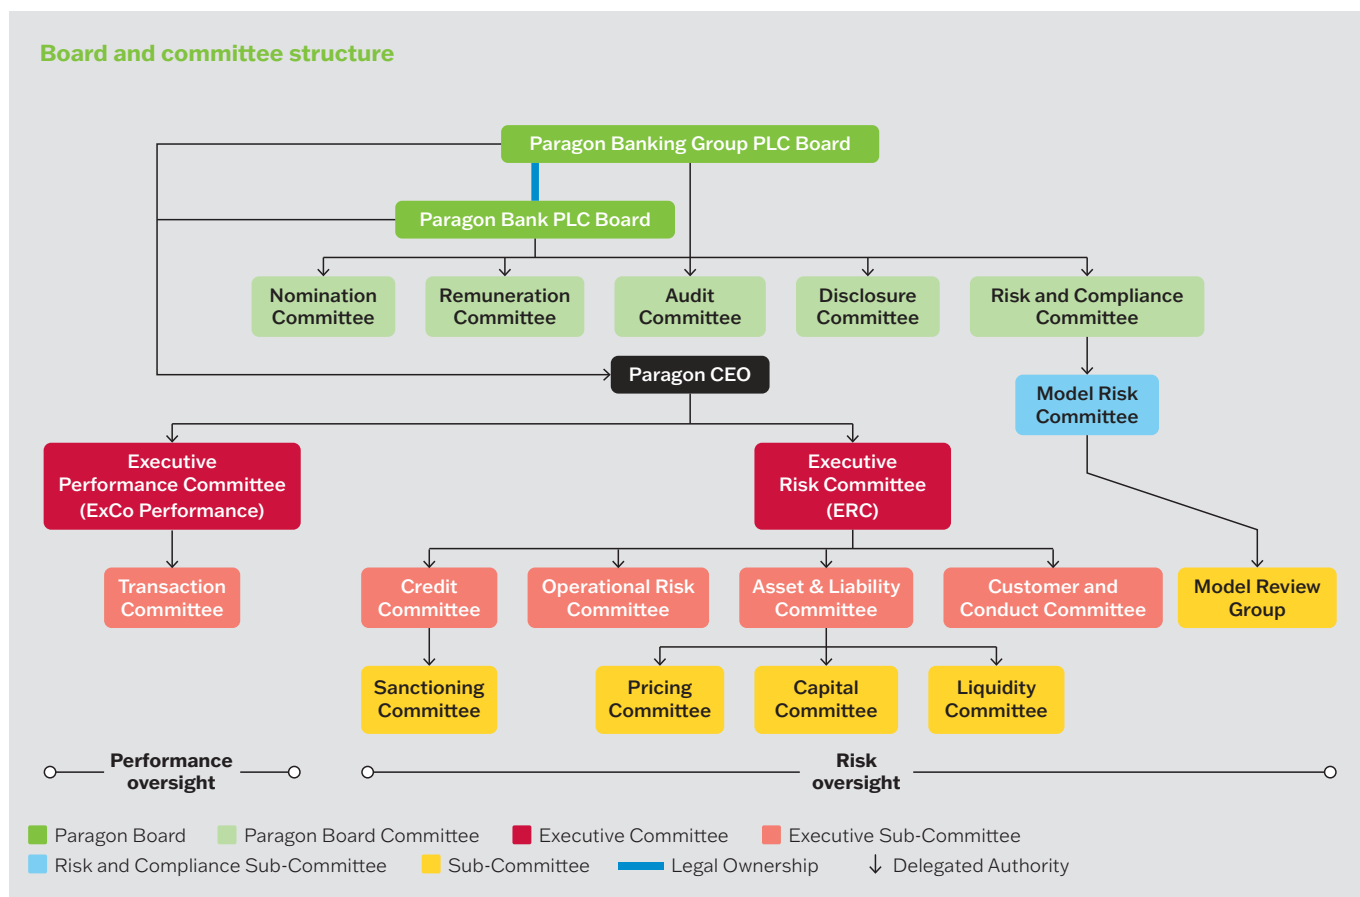 Board and committee structure
Paragon Banking Group PLC Board
Paragon Bank PLC Board
Nomination
Committee
Remuneration
Committee
Audit
Committee
Disclosure
Committee
Risk and Compliance
Committee
Paragon CEO
Model Risk
Committee
Executive
Performance Committee
(ExCo Performance)
Executive
Risk Committee
(ERC)
Transaction
Committee
Credit
Committee
Operational Risk
Committee
Asset & Liability
Committee
Customer and
Conduct Committee
Model Review
Group
Sanctioning
Committee
Pricing
Committee
Capital
Committee
Liquidity
Committee
Performance
oversight
Risk
oversight
Paragon Board
Paragon Board Committee
Executive Committee
Executive Sub-Committee
Risk and Compliance Sub-Committee
Sub-Committee
Legal Ownership
Delegated Authority